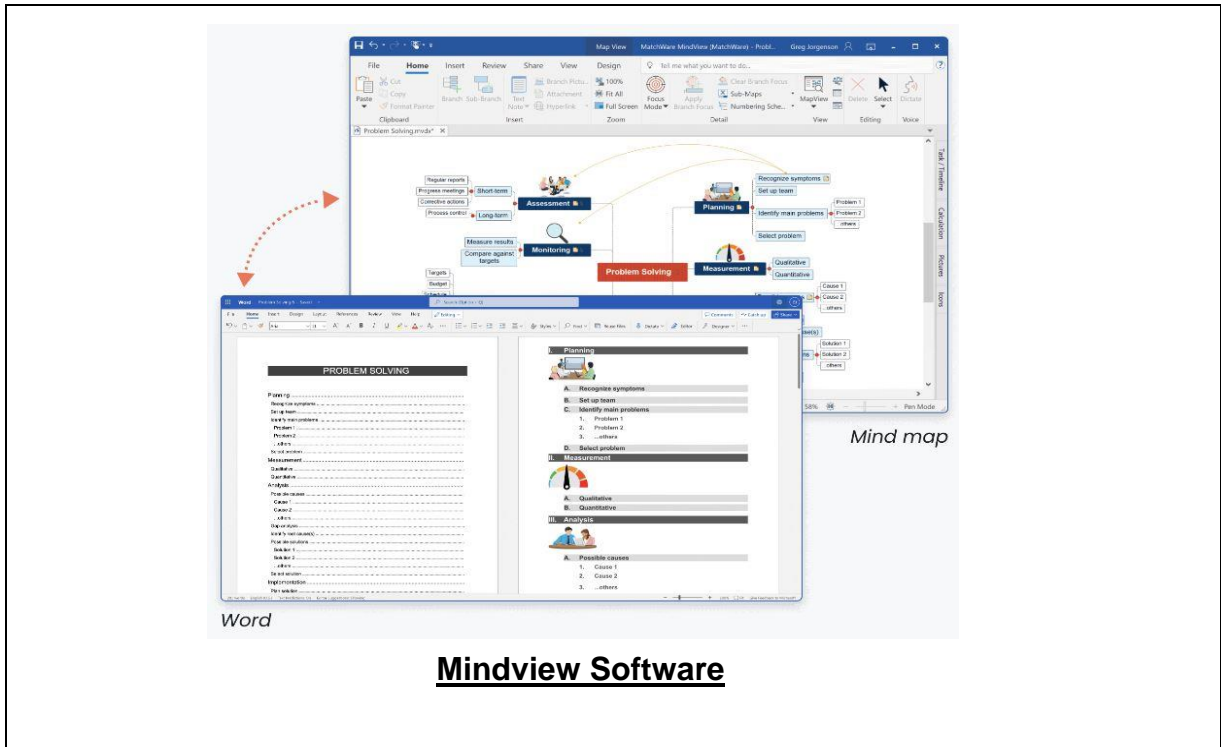 Map View MatchWare MindView (MatchWare) - Probl... Greg Jorgenson
File Home Insert Review Share View Design Tell me what you want to do..
Paste Cut Copy Format Painter Branch Sub-Branch Text Note Branch Pictu... Attachment Hyperlink 100% Fit All Full Screen Focus Mode Apply Branch Focus Clear Branch Focus Sub-Maps Numbering Sche... MapView Delete Select Dictate
Clipboard Insert Zoom Detail View Editing Voice
Problem Solving.mvdx*
Task / Timeline
Calculation
Pictures
Icons
Regular reports
Progress meetings
Short-term
Corrective actions
Process control
Long-term
Assessment
Measure results
Compare against
targets
Monitoring
Targets
Budget
Problem Solving
Planning
Recognize symptoms
Set up team
Identify main problems
Problem 1
Problem 2
...others
Select problem
Measurement
Qualitative
Quantitative
Cause 1
Cause 2
...others
Solution 1
Solution 2
...others
58% Pen Mode
Mind map
Word
Home Insert Draw Design Layout References Review View Help Editing Comments Catch up Share
PROBLEM SOLVING
Planning
Recognize symptoms
Set up team
Identify main problems
Problem 1
Problem 2
...others
Select problem
Measurement
Qualitative
Quantitative
Analysis
Possible causes
Cause 1
Cause 2
...others
Gap analysis
Identify main cause(s)
Possible solutions
Solution 1
Solution 2
...others
Select solution
Implementation
Plan solution
I. Planning
A. Recognize symptoms
B. Set up team
C. Identify main problems
1. Problem 1
2. Problem 2
3. ...others
D. Select problem
II. Measurement
A. Qualitative
B. Quantitative
III. Analysis
A. Possible causes
1. Cause 1
2. Cause 2
3. ...others
Word
Mindview Software